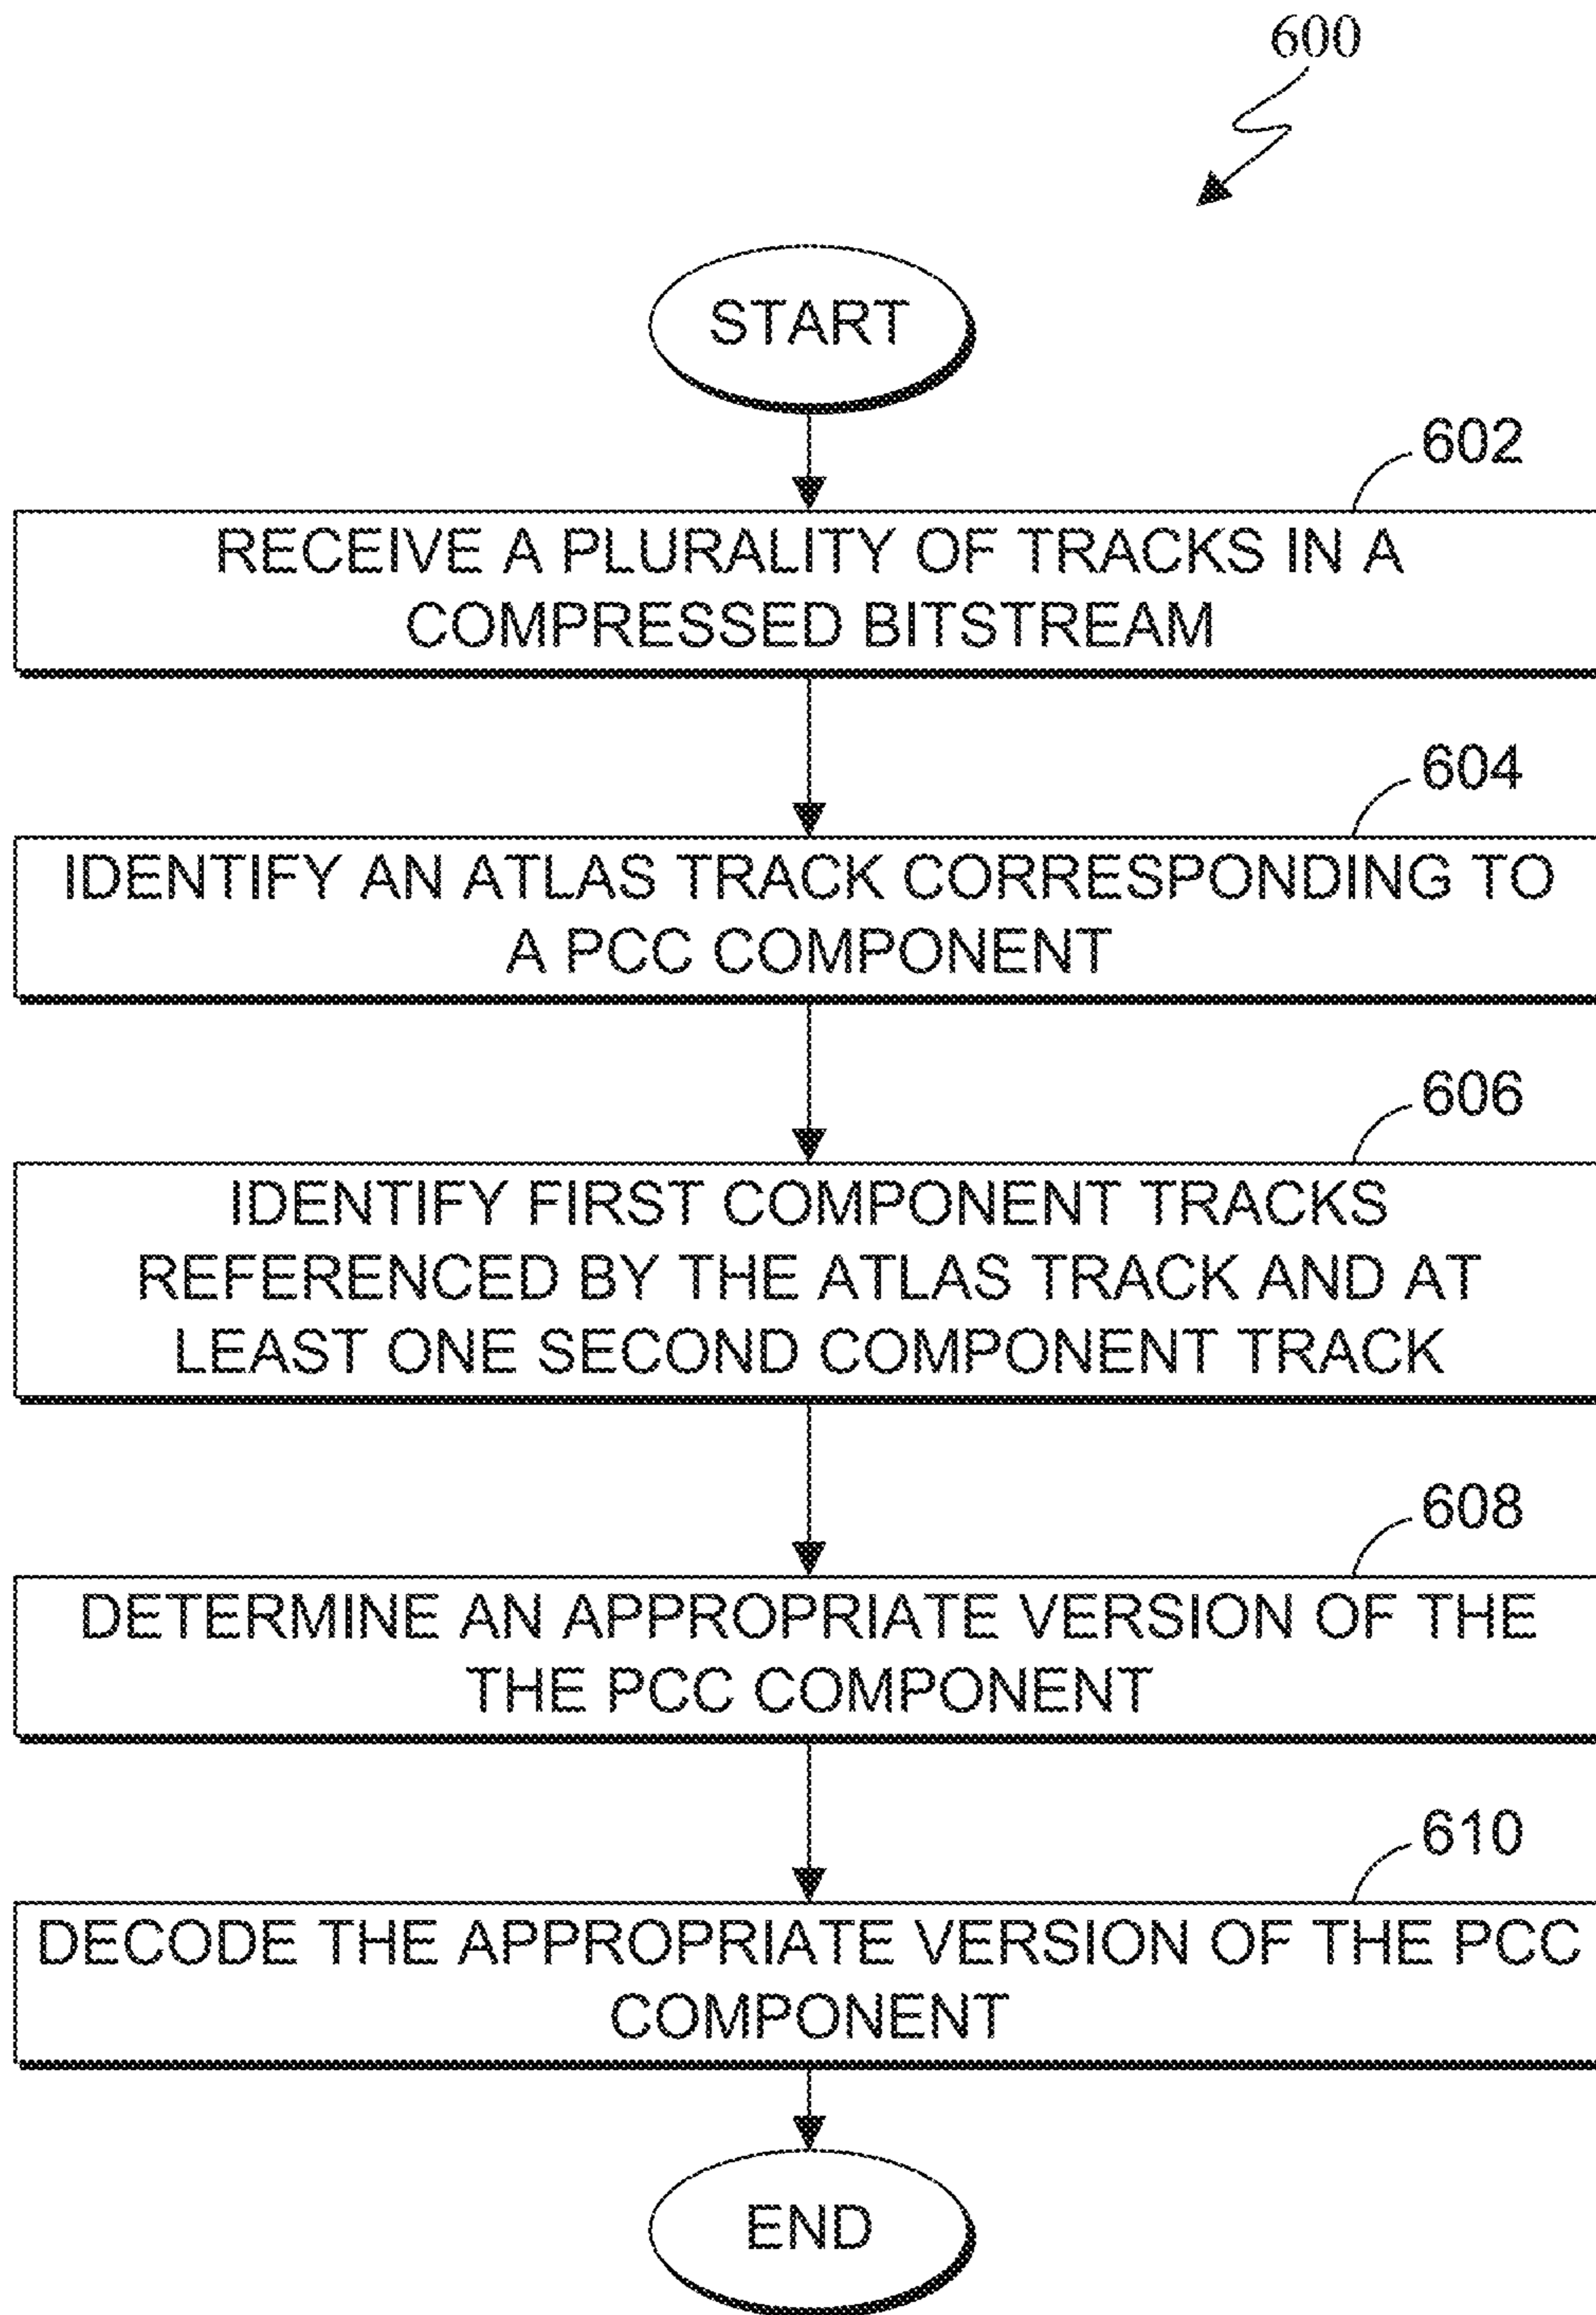 600
START
602
RECEIVE A PLURALITY OF TRACKS IN A
COMPRESSED BITSTREAM
604
IDENTIFY AN ATLAS TRACK CORRESPONDING TO
A PCC COMPONENT
606
IDENTIFY FIRST COMPONENT TRACKS
REFERENCED BY THE ATLAS TRACK AND AT
LEAST ONE SECOND COMPONENT TRACK
608
DETERMINE AN APPROPRIATE VERSION OF THE
THE PCC COMPONENT
610
DECODE THE APPROPRIATE VERSION OF THE PCC
COMPONENT
END